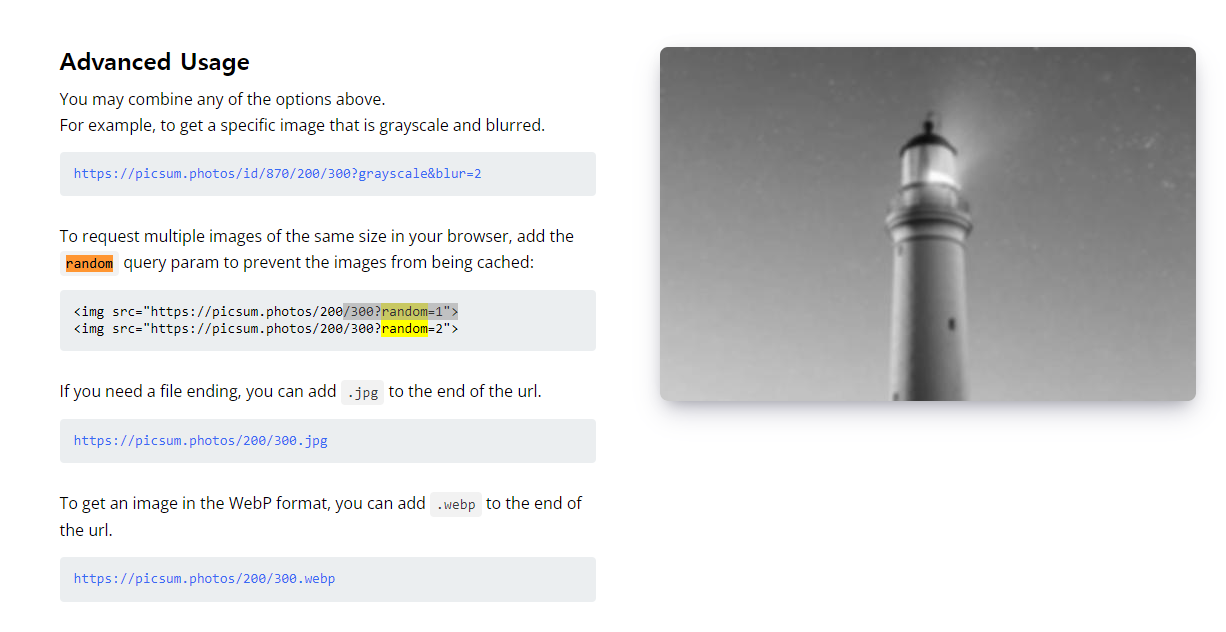 Advanced Usage
You may combine any of the options above.
For example, to get a specific image that is grayscale and blurred.
https://picsum.photos/id/870/200/300?grayscale&blur=2
To request multiple images of the same size in your browser, add the
random query param to prevent the images from being cached:
<img src="https://picsum.photos/200/300?random=1">
<img src="https://picsum.photos/200/300?random=2">
If you need a file ending, you can add .jpg to the end of the url.
https://picsum.photos/200/300.jpg
To get an image in the WebP format, you can add .webp to the end of
the url.
https://picsum.photos/200/300.webp